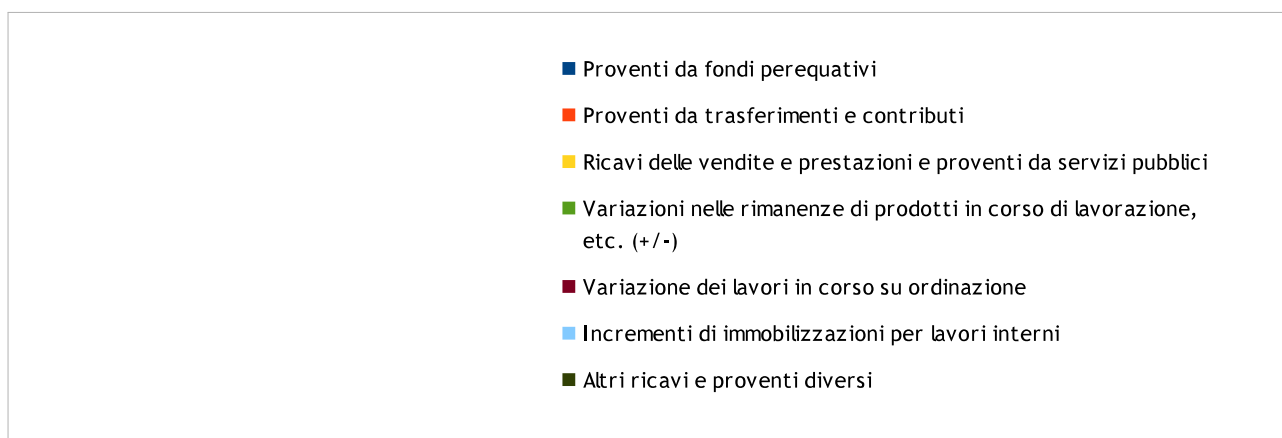 Proventi da fondi perequativi
Proventi da trasferimenti e contributi
Ricavi delle vendite e prestazioni e proventi da servizi pubblici
Variazioni nelle rimanenze di prodotti in corso di lavorazione,
etc. (+/-)
Variazione dei lavori in corso su ordinazione
Incrementi di immobilizzazioni per lavori interni
Altri ricavi e proventi diversi